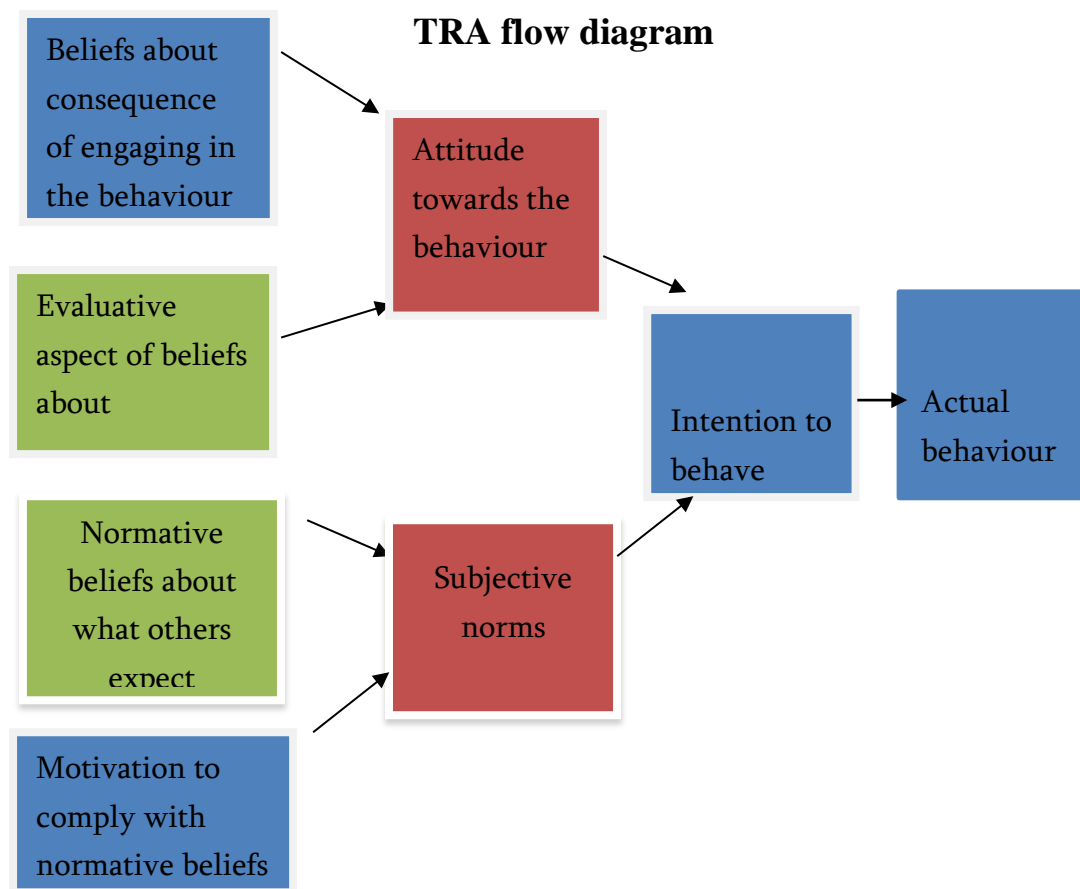 TRA flow diagram
Beliefs about
consequence
of engaging in
the behaviour
Evaluative
aspect of beliefs
about
Normative
beliefs about
what others
expect
Motivation to
comply with
normative beliefs
Attitude
towards the
behaviour
Subjective
norms
Intention to
behave
Actual
behaviour